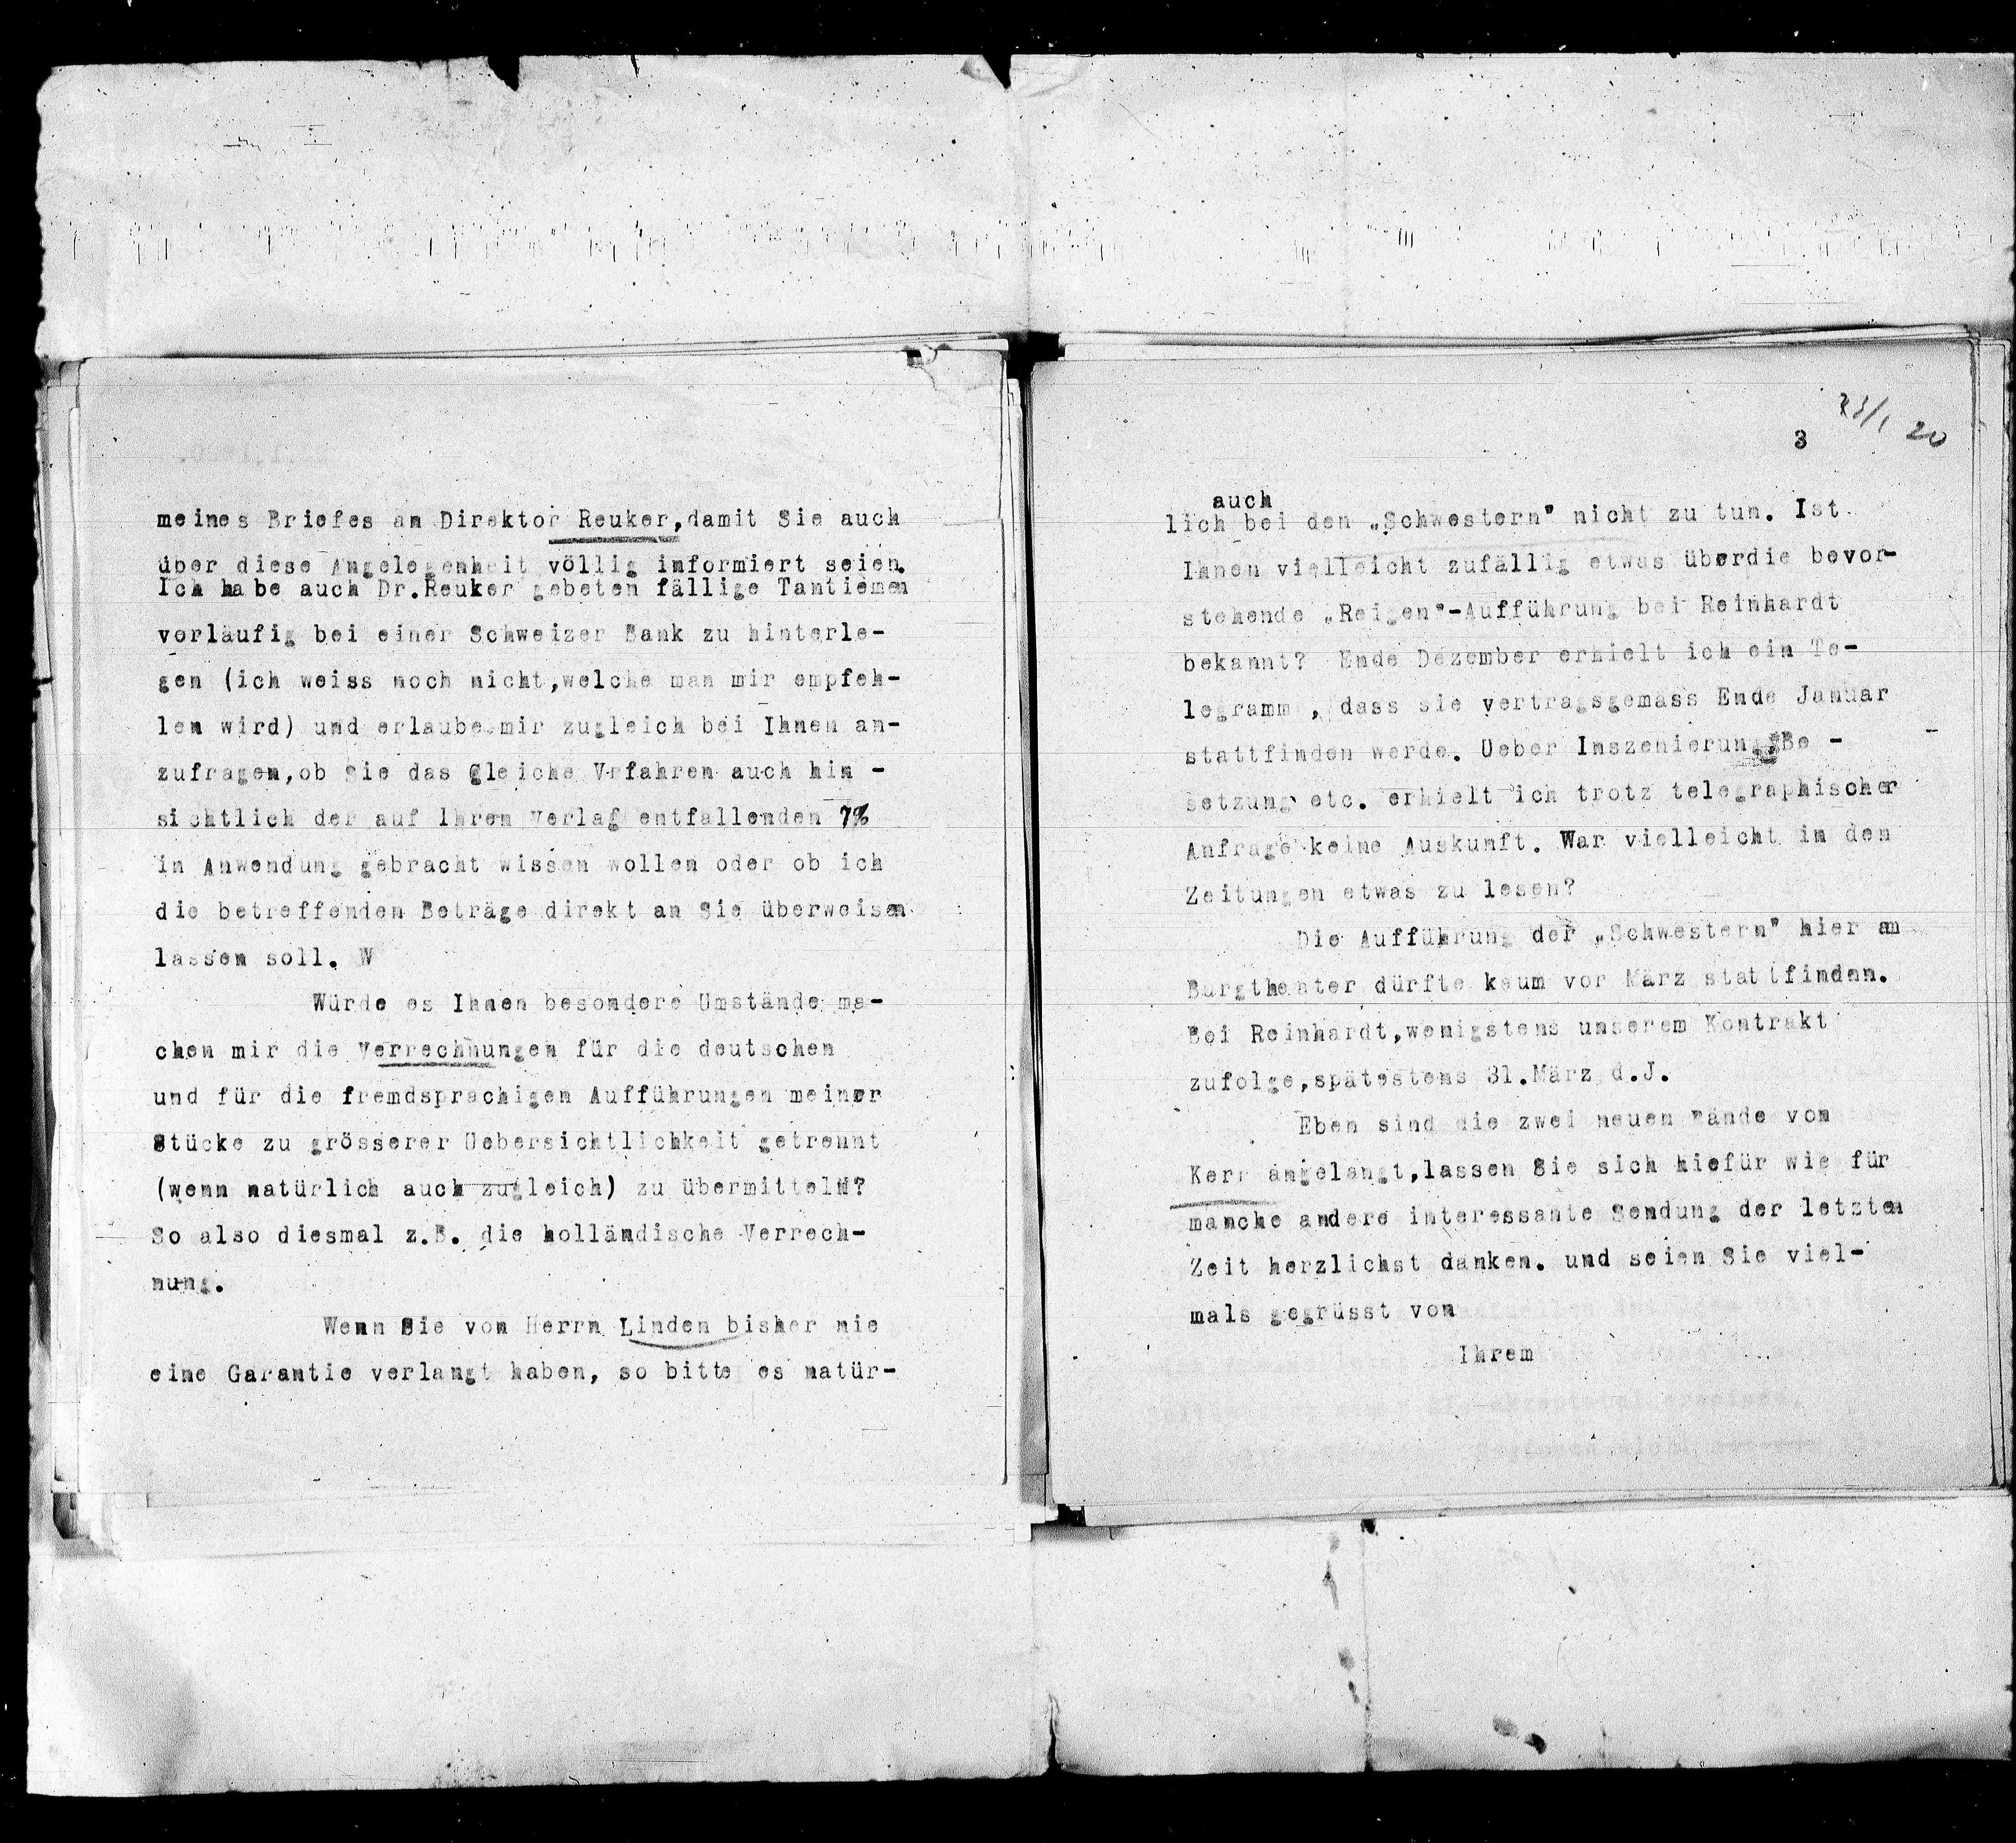 meines Briefes an Direktor Reuker,damit Sie auch
über diese Angelegenheit völlig informiert seien.
Ich habe auch Dr.Reuker gebeten fällige Tantiemen
vorläufig bei einer Schweizer Bank zu hinterle-
gen (ich weiss noch nicht,welche man mir empfeh-
len wird) und erlaube mir zugleich bei Ihnen an-
zufragen,ob Sie das gleiche Vrfahren auch hin -
sichtlich der auf Ihren Verlag entfallenden 7%
in Anwendung gebracht wissen wollen oder ob ich
die betreffenden Beträge direkt an Sie überweisen
lassen soll. W
Würde es Ihnen besondere Umstände ma-
chen mir die Verrechnungen für die deutschen
und für die fremdsprachigen Aufführungen meiner
Stücke zu grösserer Uebersichtlichkeit getrennt
(wenn natürlich auch zugleich) zu übermitteln?
So also diesmal z.B. die holländische Verrech-
nung.
Wenn Sie von Herrn Linden bisher nie
eine Garantie verlangt haben, so bitte es natür-
23/1 20
3
auch
lich bei den „Schwestern" nicht zu tun. Ist
Ihnen vielleicht zufällig etwas überdie bevor-
stehende „Reigen"-Aufführung bei Reinhardt
bekannt? Ende Dezember erhielt ich ein Te-
legramm , dass sie vertragsgemäss Ende Januar
stattfinden werde. Ueber Inszenierung, Be -
setzung etc. erhielt ich trotz telegraphischer
Anfrage keine Auskunft. War vielleicht in den
Zeitungen etwas zu lesen?
Die Aufführung der „Schwestern" hier am
Burgtheater dürfte kaum vor März stattfinden.
Bei Reinhardt,wenigstens unserem Kontrakt
zufolge,spätestens 31.März d.J.
Eben sind die zwei neuen Bände von
Kerr angelangt,lassen Sie sich hiefür wie für
manche andere interessante Sendung der letzten
Zeit herzlichst danken. und seien Sie viel-
mals gegrüsst von
Ihrem